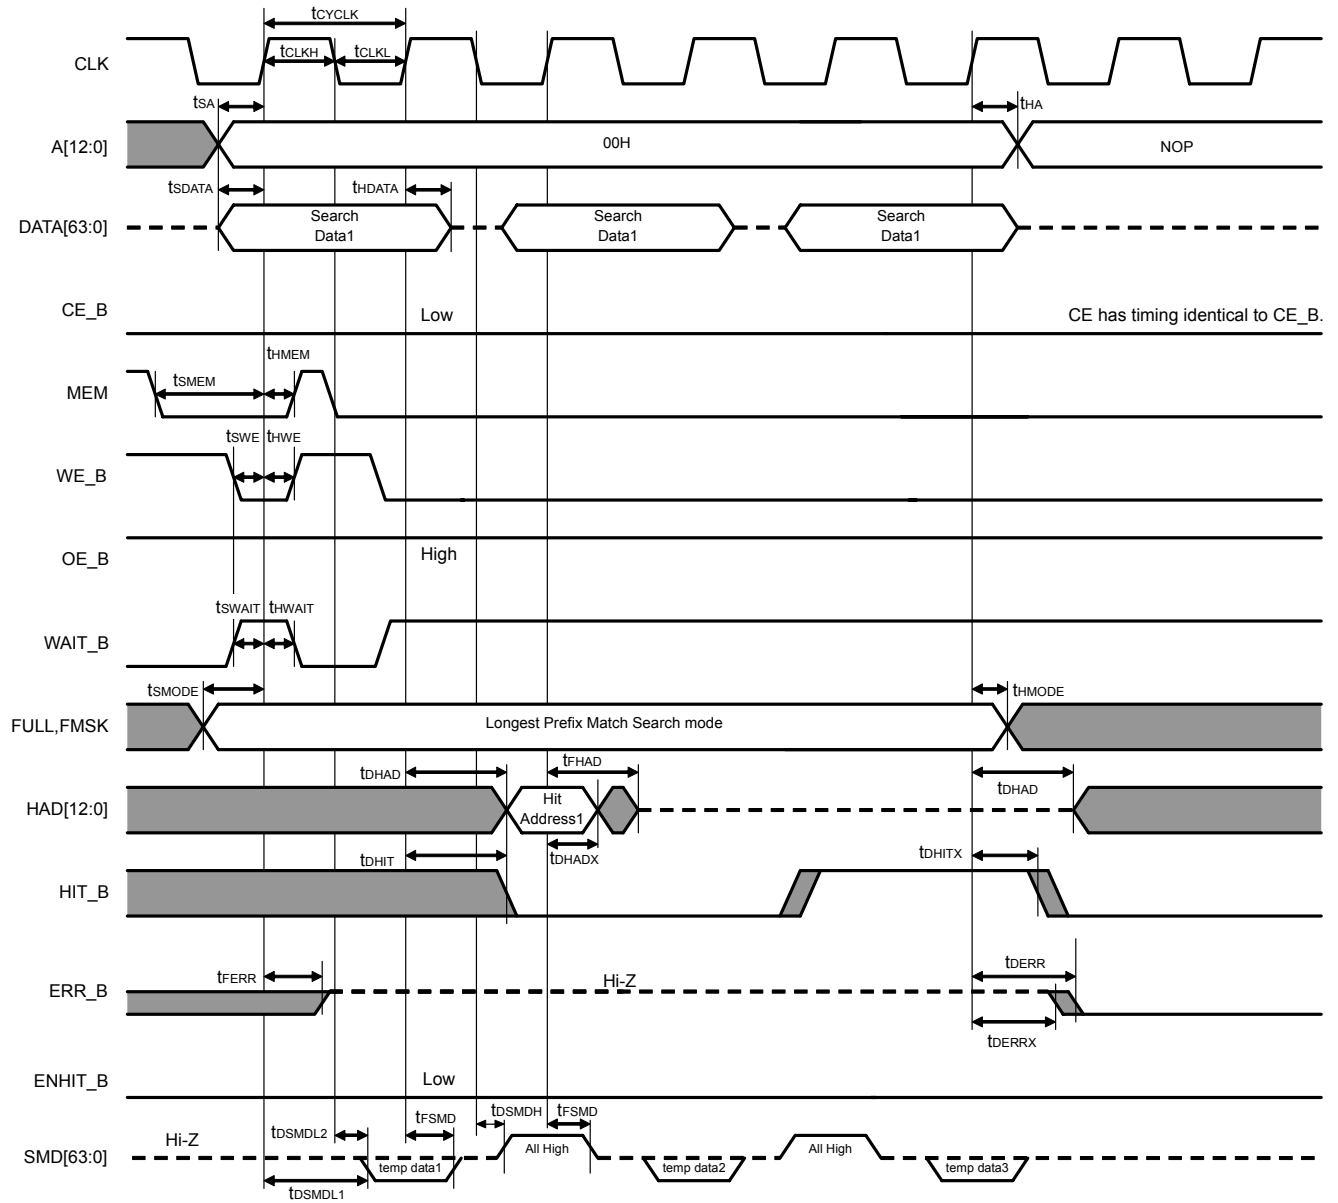 tCYCLK
tCLKH
tCLKL
CLK
tSA
tHA
A[12:0]
00H
NOP
tSDATA
tHDATA
DATA[63:0]
Search
Data1
Search
Data1
Search
Data1
CE_B
Low
CE has timing identical to CE_B.
tHMEM
tSMEM
MEM
tSWE
tHWE
WE_B
OE_B
High
tSWAIT
tHWAIT
WAIT_B
tSMODE
tHMODE
FULL,FMSK
Longest Prefix Match Search mode
tFHAD
tDHAD
tDHAD
HAD[12:0]
Hit
Address1
tDHIT
tDHADX
tDHITX
HIT_B
tFERR
Hi-Z
tDERR
ERR_B
tDERRX
ENHIT_B
Low
tDSMDH
tFSMD
tFSMD
tDSMDL2
Hi-Z
SMD[63:0]
temp data1
All High
temp data2
All High
temp data3
tDSMDL1